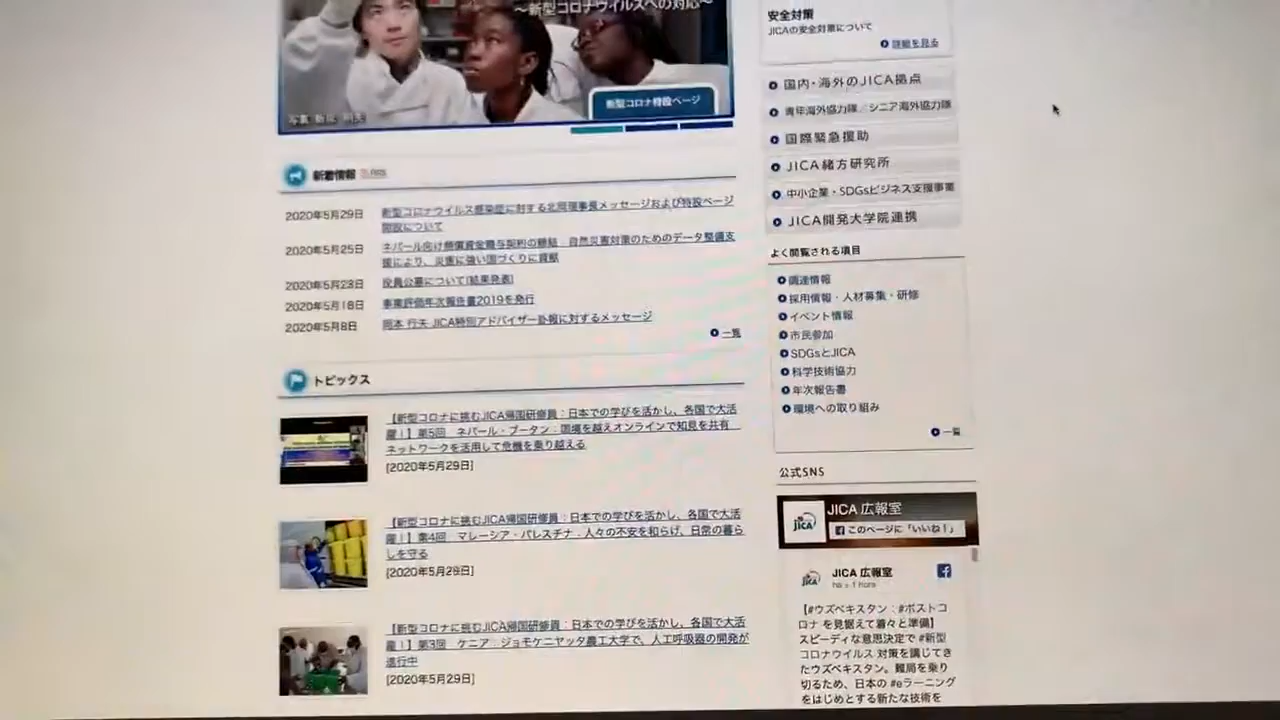 ～新型コロナウイルスへの対応～
新型コロナ特設ページ
新着情報
2020年5月29日
新型コロナウイルス感染症に対する北岡理事長メッセージおよび特設ページ
開設について
2020年5月25日
ネパール向け無償資金贈与契約の締結：自然災害対策のためのデータ整備支
援により、災害に強い国づくりに貢献
2020年5月23日
役員公募について(結果発表)
2020年5月18日
事業評価年次報告書2019を発行
2020年5月8日
岡本 行夫 JICA特別アドバイザー訃報に対するメッセージ
一覧
トピックス
【新型コロナに挑むJICA帰国研修員：日本での学びを活かし、各国で大活
躍！】第5回 ネパール・ブータン：国境を越えオンラインで知見を共有
ネットワークを活用して危機を乗り越える
[2020年5月29日]
【新型コロナに挑むJICA帰国研修員：日本での学びを活かし、各国で大活
躍！】第4回 マレーシア・パレスチナ：人々の不安を和らげ、日常の暮ら
しを守る
[2020年5月29日]
【新型コロナに挑むJICA帰国研修員：日本での学びを活かし、各国で大活
躍！】第3回 ケニア：ジョモケニヤッタ農工大学で、人工呼吸器の開発が
進行中
[2020年5月29日]
安全対策
JICAの安全対策について
詳細を見る
国内・海外のJICA拠点
青年海外協力隊／シニア海外協力隊
国際緊急援助
JICA緒方研究所
中小企業・SDGsビジネス支援事業
JICA開発大学院連携
よく閲覧される項目
調達情報
採用情報・人材募集・研修
イベント情報
市民参加
SDGsとJICA
科学技術協力
年次報告書
環境への取り組み
一覧
公式SNS
JICA 広報室
このページに「いいね！」
JICA 広報室
【#ウズベキスタン：#ポストコ
ロナ を見据えて着々と準備】
スピーディな意思決定で #新型
コロナウイルス 対策を講じてき
たウズベキスタン。難局を乗り
切るため、日本の #eラーニング
をはじめとする新たな技術を